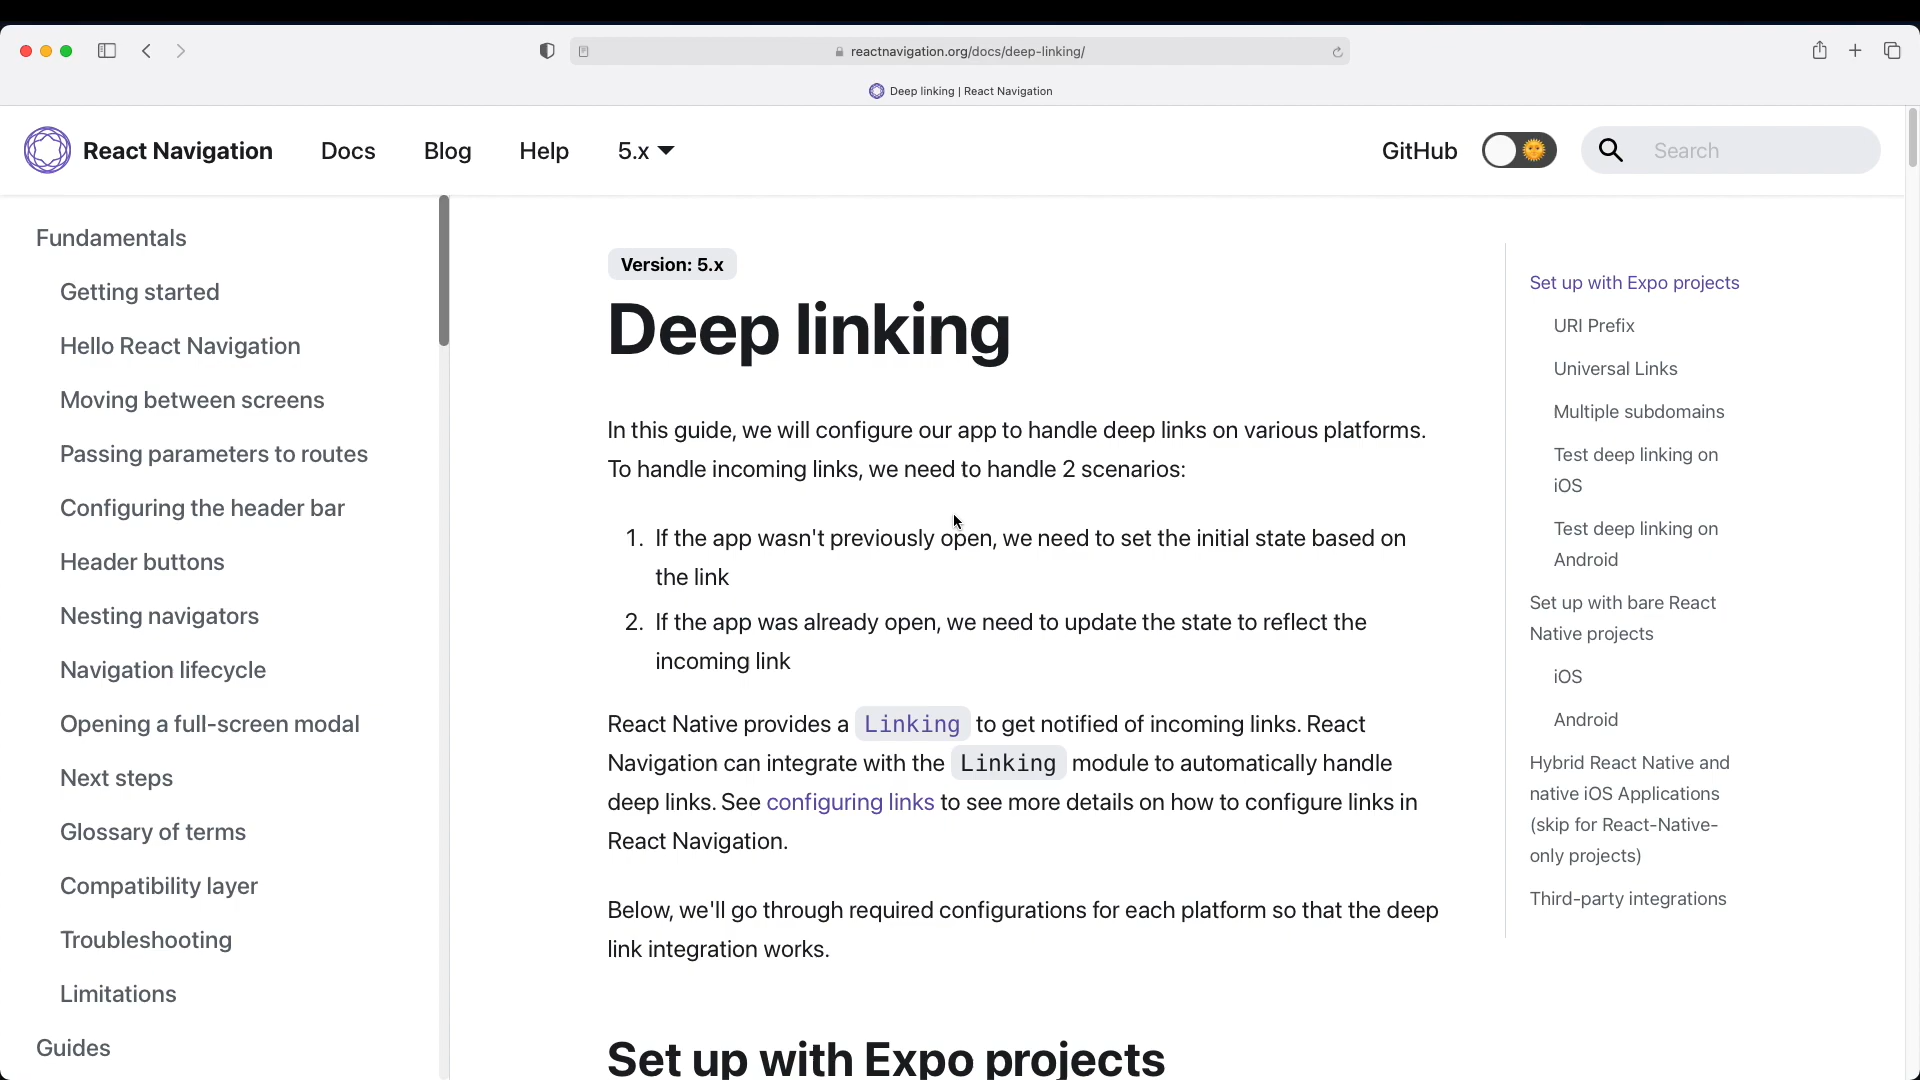 reactnavigation.org/docs/deep-linking/
Deep linking | React Navigation
React Navigation
Docs
Blog
Help
5.x
GitHub
Search
Fundamentals
Getting started
Hello React Navigation
Moving between screens
Passing parameters to routes
Configuring the header bar
Header buttons
Nesting navigators
Navigation lifecycle
Opening a full-screen modal
Next steps
Glossary of terms
Compatibility layer
Troubleshooting
Limitations
Guides
Version: 5.x
Deep linking
In this guide, we will configure our app to handle deep links on various platforms.
To handle incoming links, we need to handle 2 scenarios:
1. If the app wasn't previously open, we need to set the initial state based on
the link
2. If the app was already open, we need to update the state to reflect the
incoming link
React Native provides a Linking to get notified of incoming links. React
Navigation can integrate with the Linking module to automatically handle
deep links. See configuring links to see more details on how to configure links in
React Navigation.
Below, we'll go through required configurations for each platform so that the deep
link integration works.
Set up with Expo projects
Set up with Expo projects
URI Prefix
Universal Links
Multiple subdomains
Test deep linking on
iOS
Test deep linking on
Android
Set up with bare React
Native projects
iOS
Android
Hybrid React Native and
native iOS Applications
(skip for React-Native-
only projects)
Third-party integrations